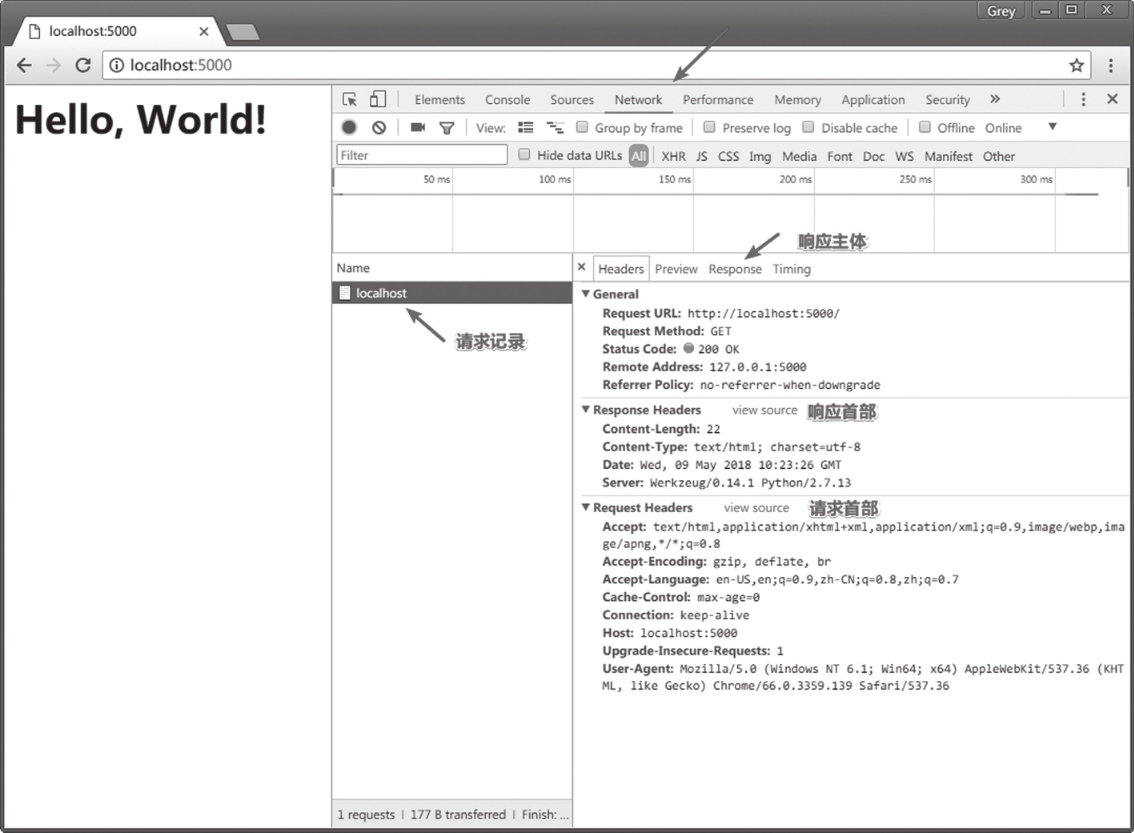 Grey
localhost:5000
localhost:5000
Hello, World!
Elements Console Sources Network Performance Memory Application Security »
View: Group by frame Preserve log Disable cache Offline Online
Filter Hide data URLs All XHR JS CSS Img Media Font Doc WS Manifest Other
50 ms 100 ms 150 ms 200 ms 250 ms 300 ms
响应主体
Name
Headers Preview Response Timing
localhost
请求记录
General
Request URL: http://localhost:5000/
Request Method: GET
Status Code: 200 OK
Remote Address: 127.0.0.1:5000
Referrer Policy: no-referrer-when-downgrade
Response Headers view source 响应首部
Content-Length: 22
Content-Type: text/html; charset=utf-8
Date: Wed, 09 May 2018 10:23:26 GMT
Server: Werkzeug/0.14.1 Python/2.7.13
Request Headers view source 请求首部
Accept: text/html,application/xhtml+xml,application/xml;q=0.9,image/webp,ima
ge/apng,*/*;q=0.8
Accept-Encoding: gzip, deflate, br
Accept-Language: en-US,en;q=0.9,zh-CN;q=0.8,zh;q=0.7
Cache-Control: max-age=0
Connection: keep-alive
Host: localhost:5000
Upgrade-Insecure-Requests: 1
User-Agent: Mozilla/5.0 (Windows NT 6.1; Win64; x64) AppleWebKit/537.36 (KHT
ML, like Gecko) Chrome/66.0.3359.139 Safari/537.36
1 requests | 177 B transferred | Finish: ...